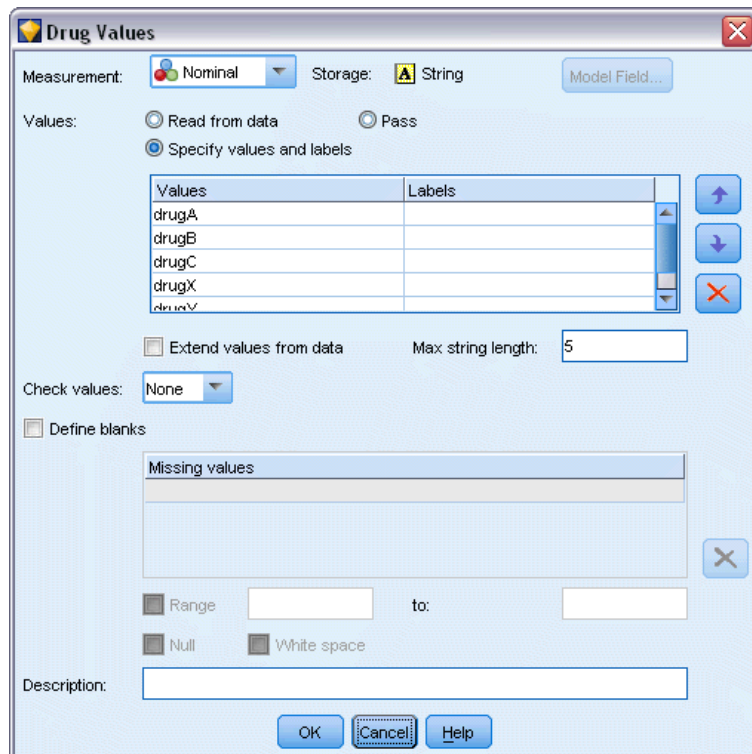 Drug Values
Measurement: Nominal Storage: A String Model Field...
Values: Read from data Pass
Specify values and labels
Values Labels
drugA
drugB
drugC
drugX
drugY
Extend values from data Max string length: 5
Check values: None
Define blanks
Missing values
Range to:
Null White space
Description:
OK Cancel Help